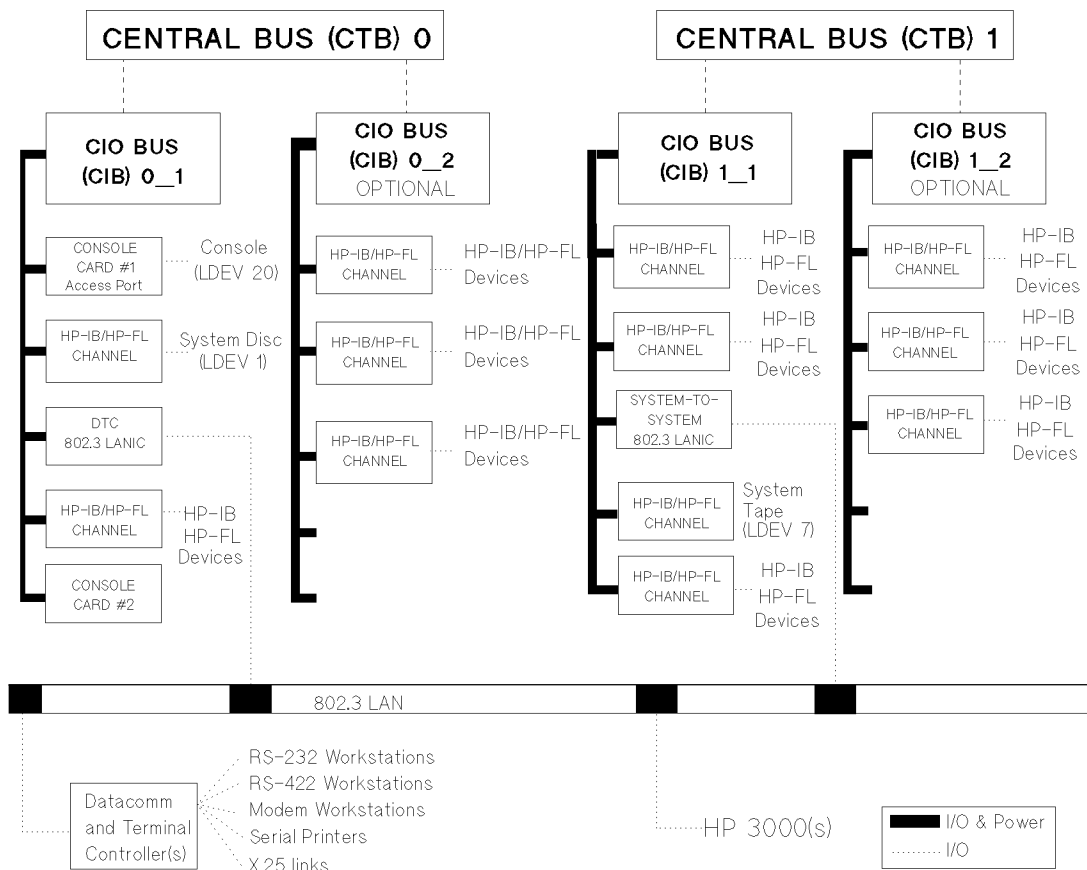 CENTRAL BUS (CTB) 0
CENTRAL BUS (CTB) 1
CIO BUS
(CIB) 0__1
CIO BUS
(CIB) 0__2
OPTIONAL
CIO BUS
(CIB) 1__1
CIO BUS
(CIB) 1__2
OPTIONAL
CONSOLE
CARD #1
Access Port
Console
(LDEV 20)
HP-IB/HP-FL
CHANNEL
System Disc
(LDEV 1)
DTC
802.3 LANIC
HP-IB/HP-FL
CHANNEL
HP-IB
HP-FL
Devices
CONSOLE
CARD #2
HP-IB/HP-FL
CHANNEL
HP-IB/HP-FL
Devices
HP-IB/HP-FL
CHANNEL
HP-IB/HP-FL
Devices
HP-IB/HP-FL
CHANNEL
HP-IB/HP-FL
Devices
HP-IB/HP-FL
CHANNEL
HP-IB
HP-FL
Devices
HP-IB/HP-FL
CHANNEL
HP-IB
HP-FL
Devices
SYSTEM-TO-
SYSTEM
802.3 LANIC
HP-IB/HP-FL
CHANNEL
System
Tape
(LDEV 7)
HP-IB/HP-FL
CHANNEL
HP-IB
HP-FL
Devices
HP-IB/HP-FL
CHANNEL
HP-IB
HP-FL
Devices
HP-IB/HP-FL
CHANNEL
HP-IB
HP-FL
Devices
HP-IB/HP-FL
CHANNEL
HP-IB
HP-FL
Devices
802.3 LAN
Datacomm
and Terminal
Controller(s)
RS-232 Workstations
RS-422 Workstations
Modem Workstations
Serial Printers
X.25 links
HP 3000(s)
I/O & Power
I/O